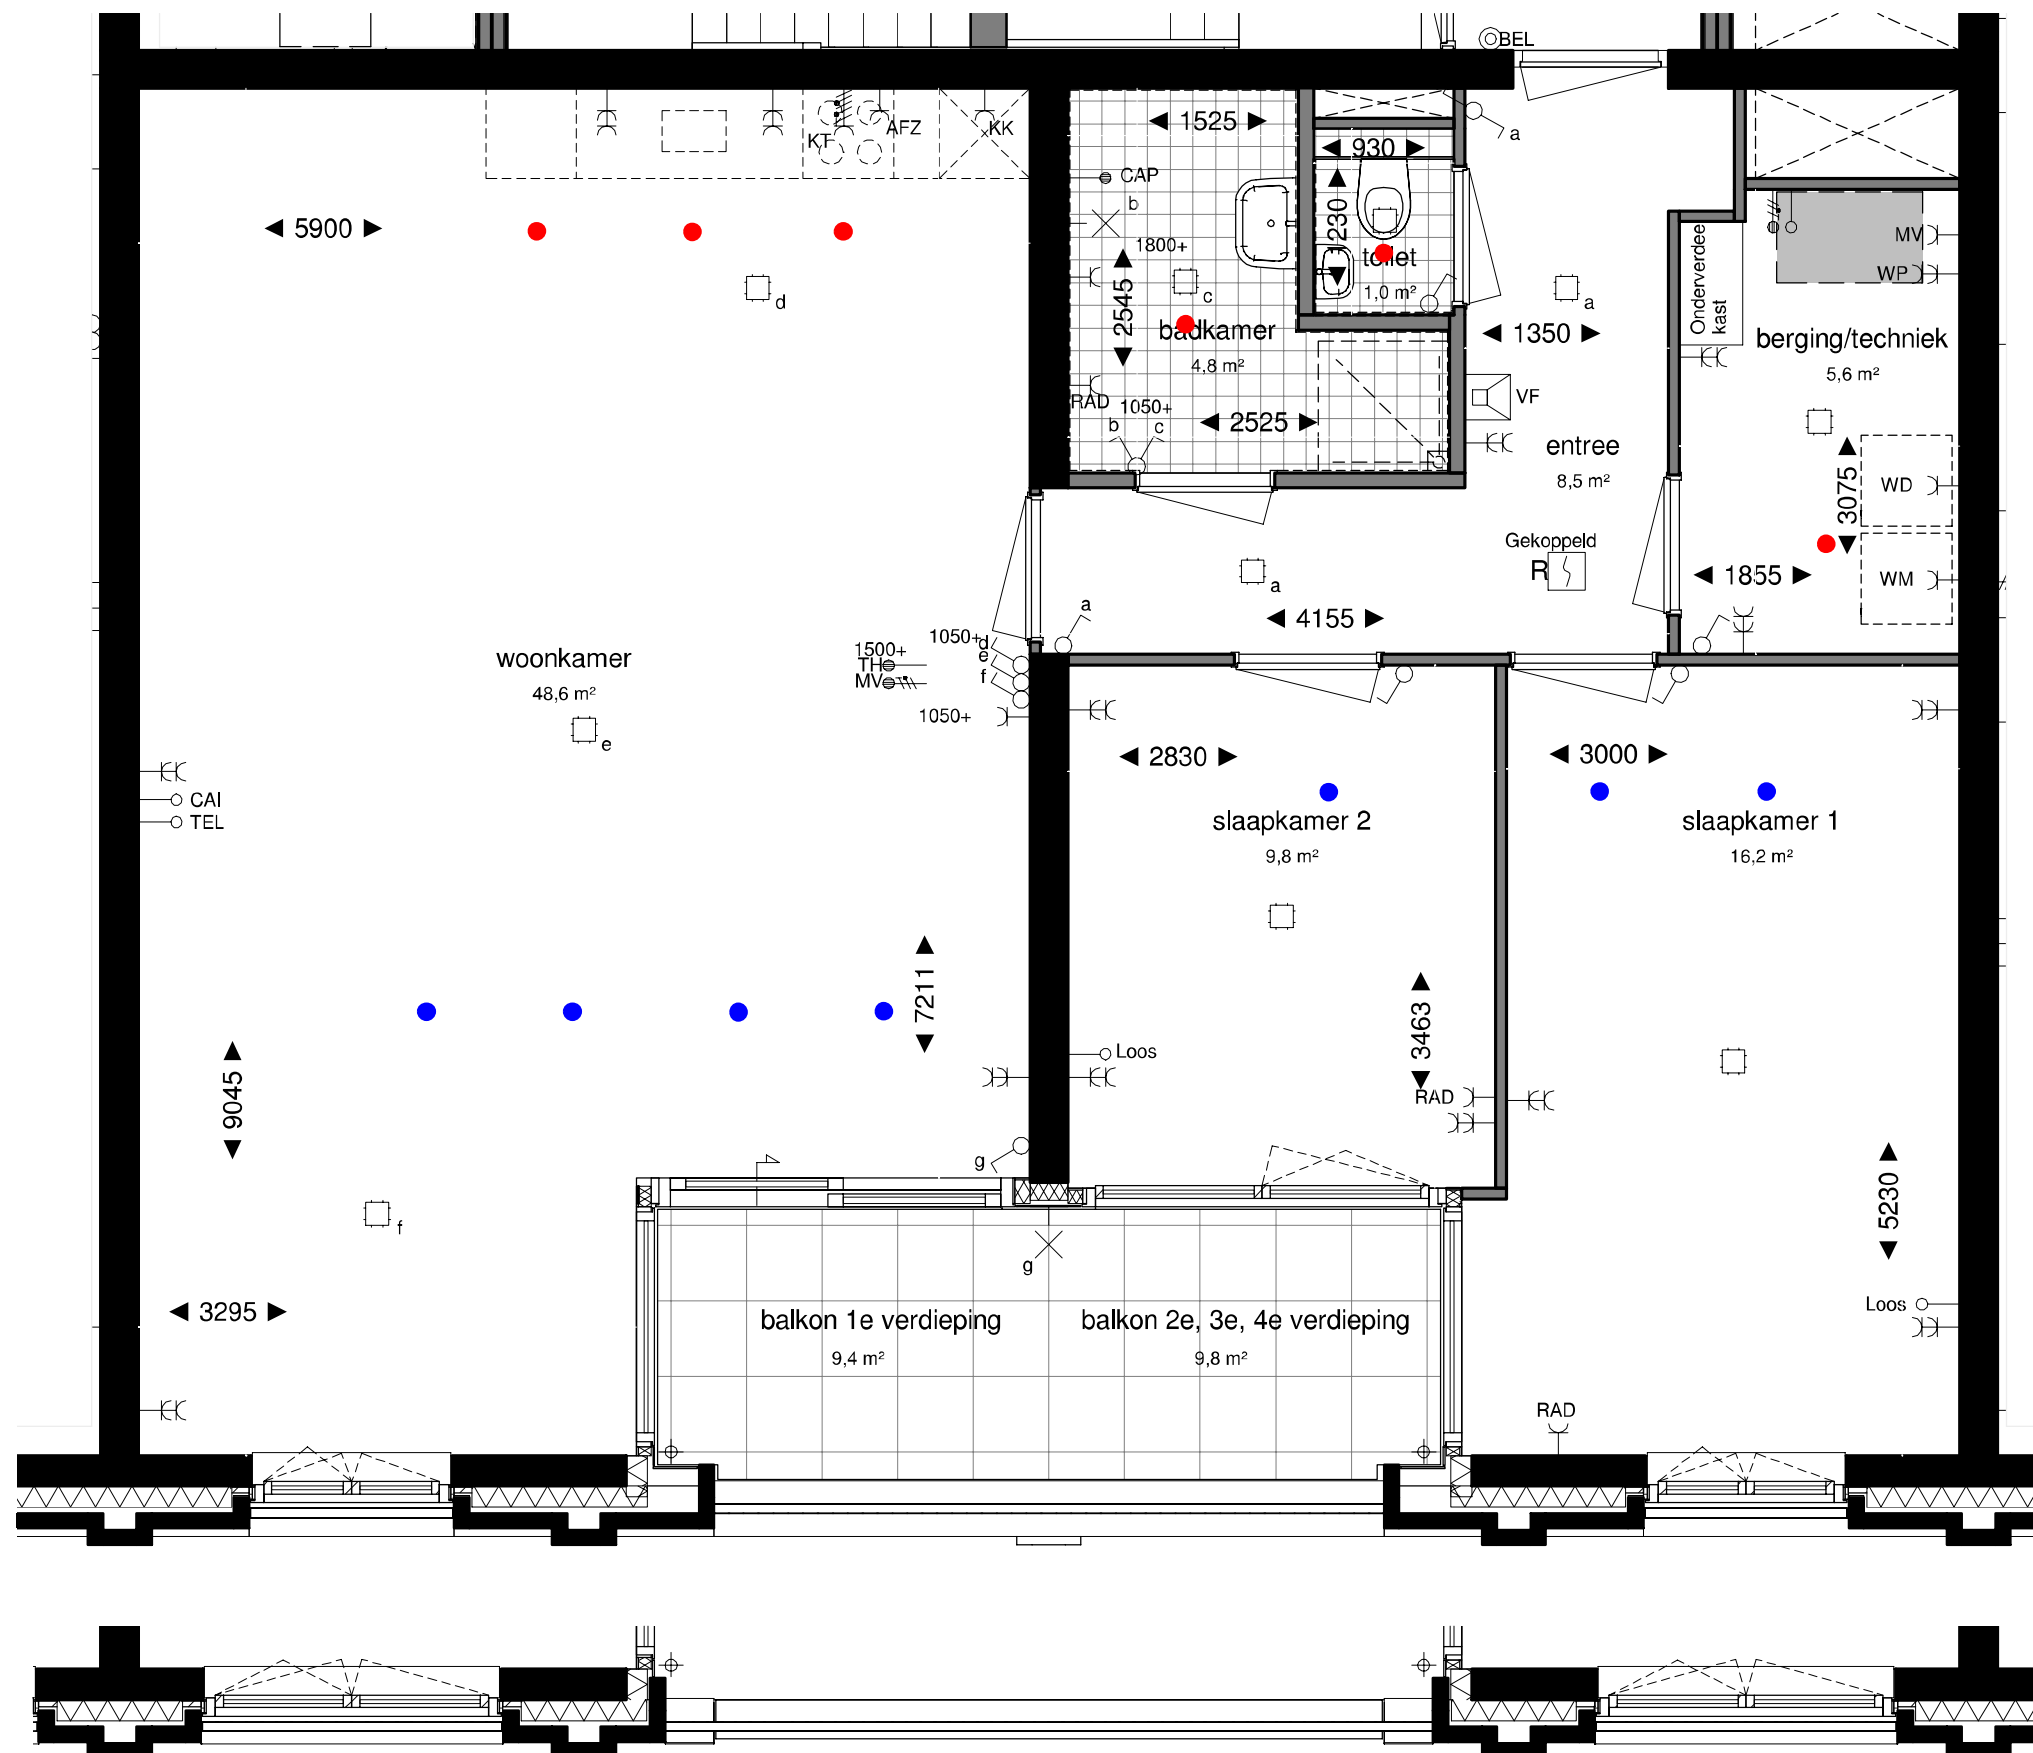 BEL
KT
AFZ
KK
1525
930
a
CAP
b
1230
5900
1800+
MV
WP
d
2545
c
toilet
1,0 m²
a
Onderverdee
kast
badkamer
4,8 m²
1350
berging/techniek
5,6 m²
RAD
1050+
b
c
2525
VF
entree
8,5 m²
3075
WD
Gekoppeld
R
1855
WM
a
a
4155
woonkamer
48,6 m²
1500+
TH
MV
1050+
d
e
f
1050+
e
2830
3000
CAI
TEL
slaapkamer 2
9,8 m²
slaapkamer 1
16,2 m²
7211
3463
9045
Loos
RAD
g
5230
f
g
3295
balkon 1e verdieping
9,4 m²
balkon 2e, 3e, 4e verdieping
9,8 m²
Loos
RAD